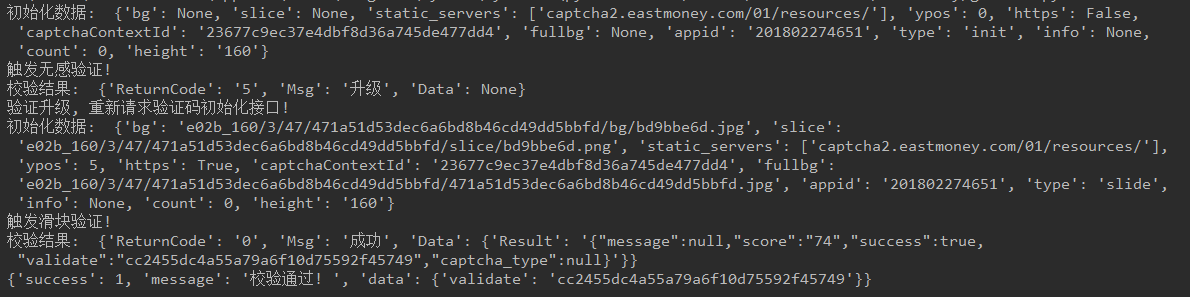 初始化数据:  {'bg': None, 'slice': None, 'static_servers': ['captcha2.eastmoney.com/01/resources/'], 'ypos': 0, 'https': False,
'captchaContextId': '23677c9ec37e4dbf8d36a745de477dd4', 'fullbg': None, 'appid': '201802274651', 'type': 'init', 'info': None,
'count': 0, 'height': '160'}
触发无感验证!
校验结果:  {'ReturnCode': '5', 'Msg': '升级', 'Data': None}
验证升级, 重新请求验证码初始化接口!
初始化数据:  {'bg': 'e02b_160/3/47/471a51d53dec6a6bd8b46cd49dd5bbfd/bg/bd9bbe6d.jpg', 'slice':
'e02b_160/3/47/471a51d53dec6a6bd8b46cd49dd5bbfd/slice/bd9bbe6d.png', 'static_servers': ['captcha2.eastmoney.com/01/resources/'],
'ypos': 5, 'https': True, 'captchaContextId': '23677c9ec37e4dbf8d36a745de477dd4', 'fullbg':
'e02b_160/3/47/471a51d53dec6a6bd8b46cd49dd5bbfd/471a51d53dec6a6bd8b46cd49dd5bbfd.jpg', 'appid': '201802274651', 'type': 'slide',
'info': None, 'count': 0, 'height': '160'}
触发滑块验证!
校验结果:  {'ReturnCode': '0', 'Msg': '成功', 'Data': {'Result': '{"message":null,"score":"74","success":true,
"validate":"cc2455dc4a55a79a6f10d75592f45749","captcha_type":null}'}}
{'success': 1, 'message': '校验通过! ', 'data': {'validate': 'cc2455dc4a55a79a6f10d75592f45749'}}